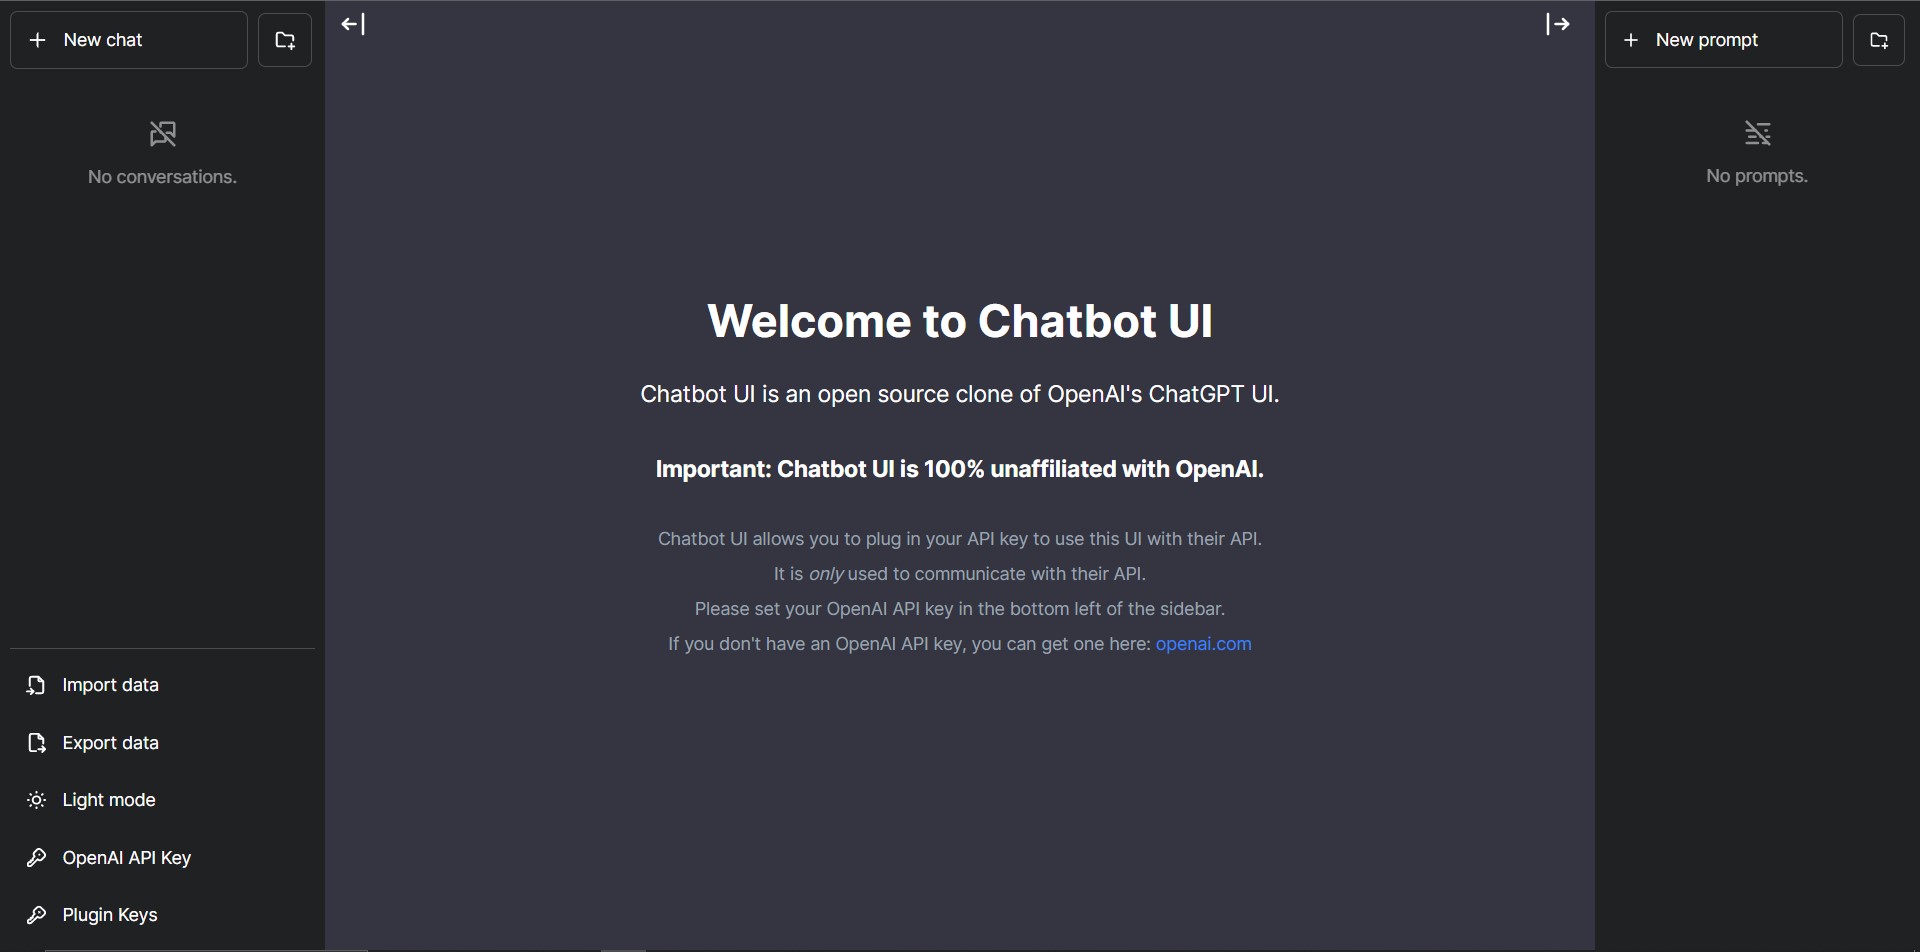 New chat
No conversations.
Import data
Export data
Light mode
OpenAI API Key
Plugin Keys
Welcome to Chatbot UI
Chatbot UI is an open source clone of OpenAI's ChatGPT UI.
Important: Chatbot UI is 100% unaffiliated with OpenAI.
Chatbot UI allows you to plug in your API key to use this UI with their API.
It is only used to communicate with their API.
Please set your OpenAI API key in the bottom left of the sidebar.
If you don't have an OpenAI API key, you can get one here: openai.com
New prompt
No prompts.